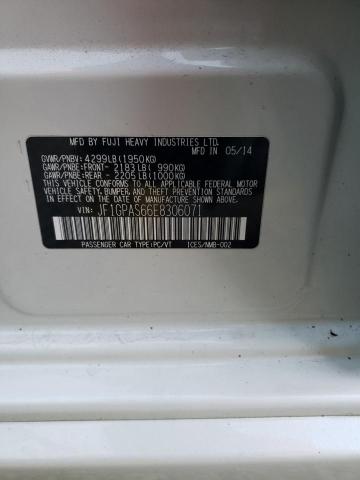 MFD BY FUJI HEAVY INDUSTRIES LTD.
GVWR/PNBV: 4299LB(1950KG) MFD IN 05/14
GAWR/PNBE:FRONT- 2183LB( 990KG)
GAWR/PNBE:REAR - 2205LB(1000KG)
THIS VEHICLE CONFORMS TO ALL APPLICABLE FEDERAL MOTOR VEHICLE
SAFETY, BUMPER, AND THEFT PREVENTION STANDARDS
IN EFFECT ON THE DATE OF MANUFACTURE SHOWN ABOVE.
JF1GPAS66E8306071
PASSENGER CAR TYPE:PC/VT ICES/NMB-002